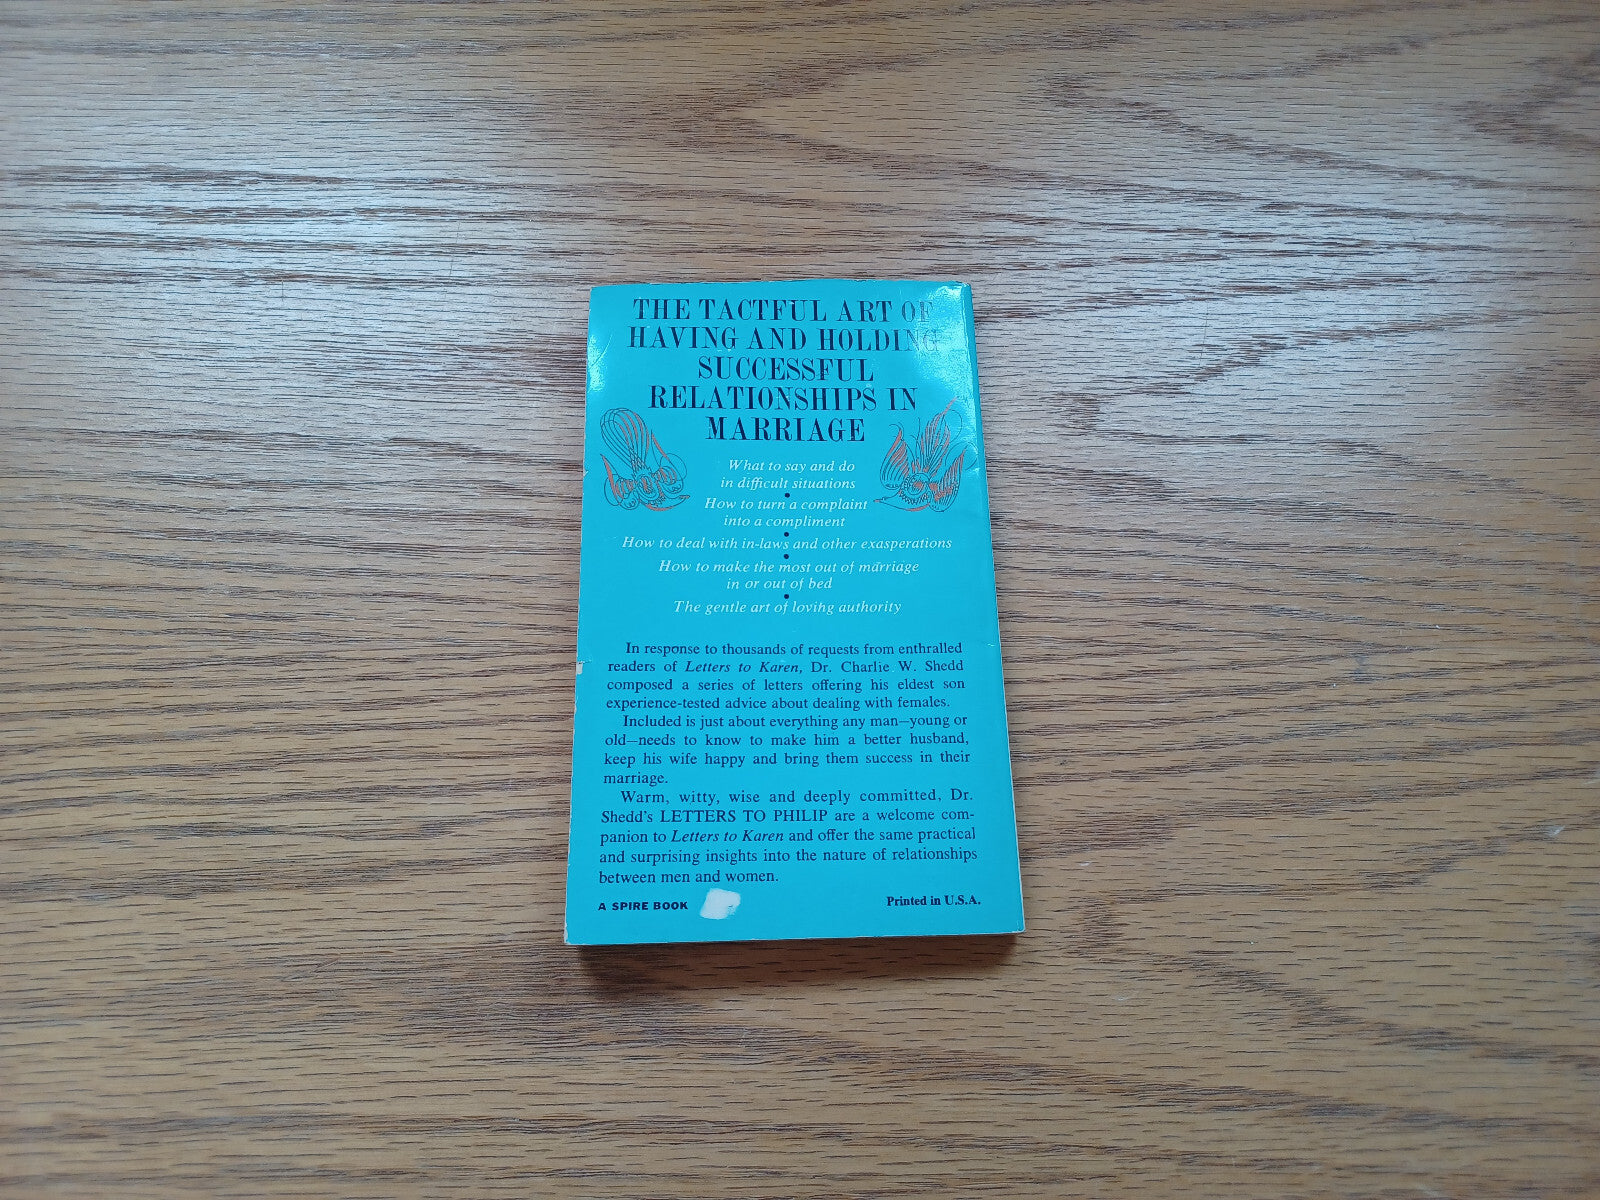 THE TACTFUL ART OF
HAVING AND HOLDING
SUCCESSFUL
RELATIONSHIPS IN
MARRIAGE
What to say and do
in difficult situations
•
How to turn a complaint
into a compliment
•
How to deal with in-laws and other exasperations
•
How to make the most out of marriage
in or out of bed
•
The gentle art of loving authority
In response to thousands of requests from enthralled
readers of Letters to Karen, Dr. Charlie W. Shedd
composed a series of letters offering his eldest son
experience-tested advice about dealing with females.
Included is just about everything any man—young or
old—needs to know to make him a better husband,
keep his wife happy and bring them success in their
marriage.
Warm, witty, wise and deeply committed, Dr.
Shedd's LETTERS TO PHILIP are a welcome com-
panion to Letters to Karen and offer the same practical
and surprising insights into the nature of relationships
between men and women.
A SPIRE BOOK
Printed in U.S.A.